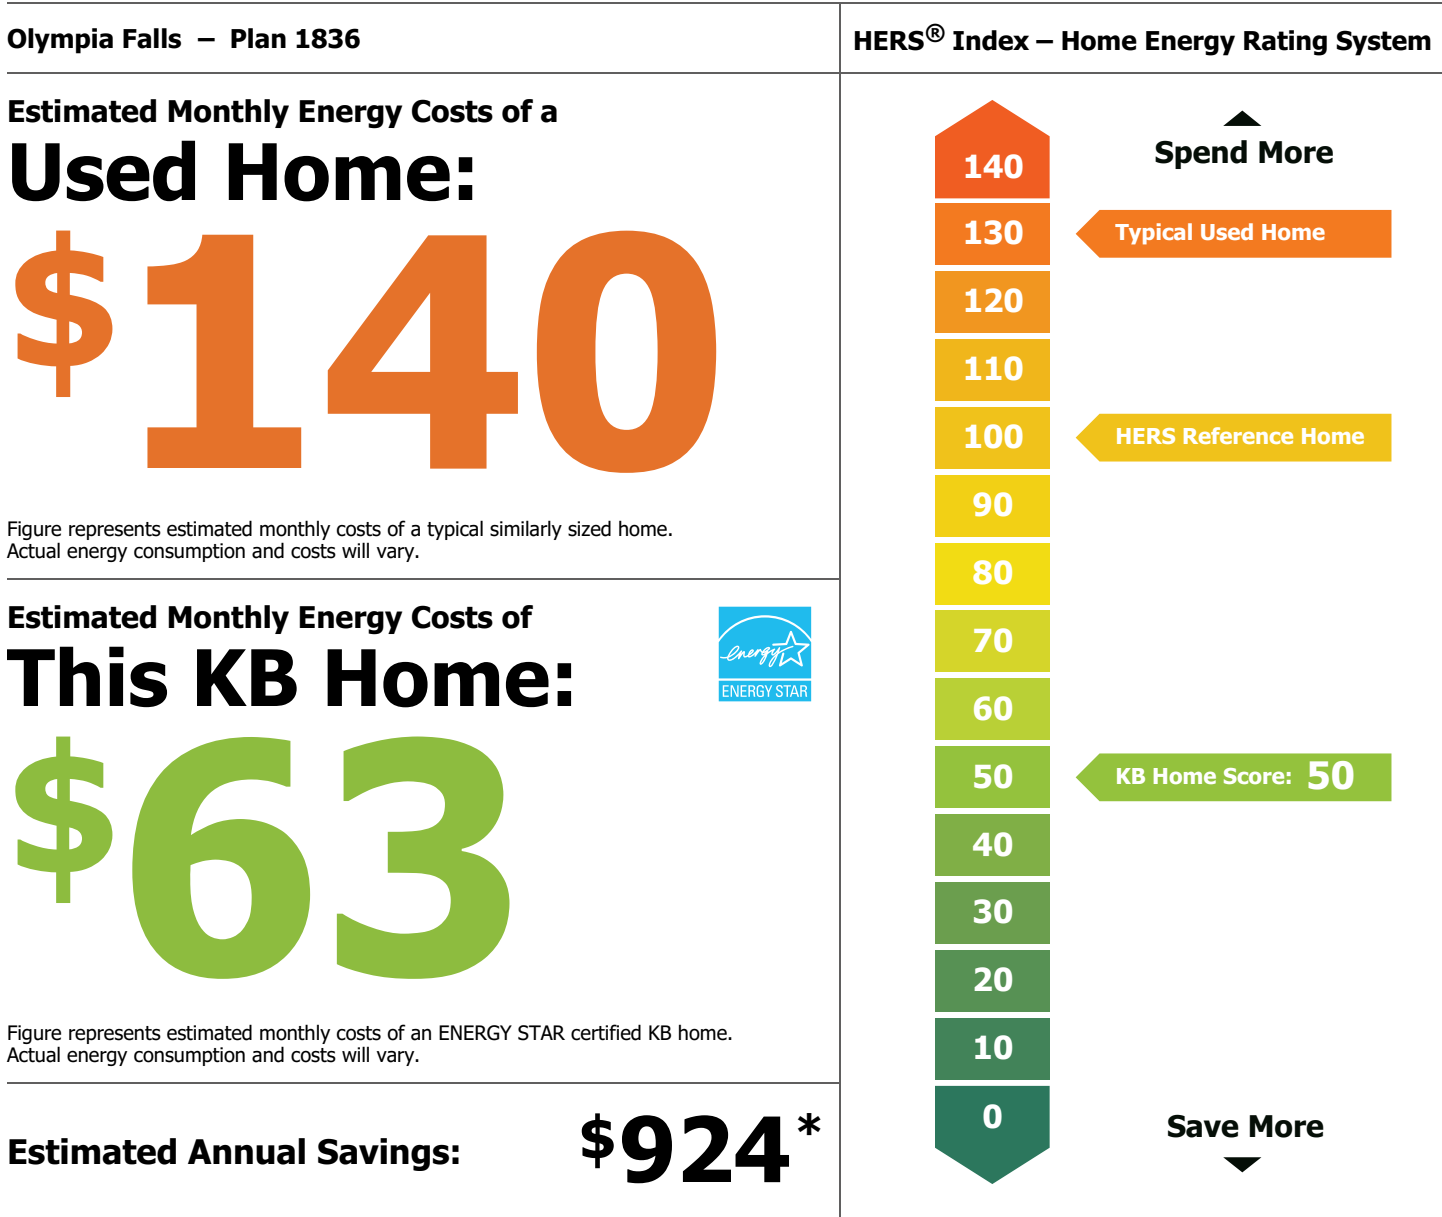 Olympia Falls – Plan 1836
Estimated Monthly Energy Costs of a
Used Home:
$140
Figure represents estimated monthly costs of a typical similarly sized home.
Actual energy consumption and costs will vary.
Estimated Monthly Energy Costs of
This KB Home:
energy
ENERGY STAR
$63
Figure represents estimated monthly costs of an ENERGY STAR certified KB home.
Actual energy consumption and costs will vary.
Estimated Annual Savings: $924*
HERS® Index – Home Energy Rating System
Spend More
140
130 Typical Used Home
120
110
100 HERS Reference Home
90
80
70
60
50 KB Home Score: 50
40
30
20
10
0
Save More